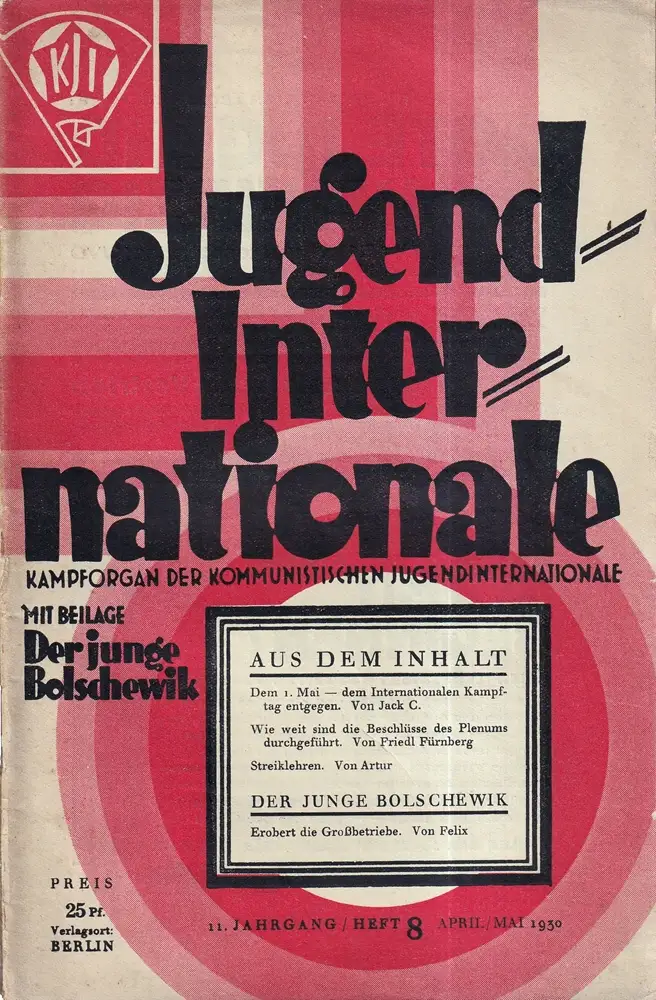 KJI
Jugend-
Inter-
nationale
KAMPFORGAN DER KOMMUNISTISCHEN JUGENDINTERNATIONALE
MIT BEILAGE
Der junge
Bolschewik
AUS DEM INHALT
Dem 1. Mai — dem Internationalen Kampf-
tag entgegen. Von Jack C.
Wie weit sind die Beschlüsse des Plenums
durchgeführt. Von Friedl Fürnberg
Streiklehren. Von Artur
DER JUNGE BOLSCHEWIK
Erobert die Großbetriebe. Von Felix
PREIS
25 Pf.
Verlagsort:
BERLIN
11. JAHRGANG / HEFT 8 APRIL/MAI 1930